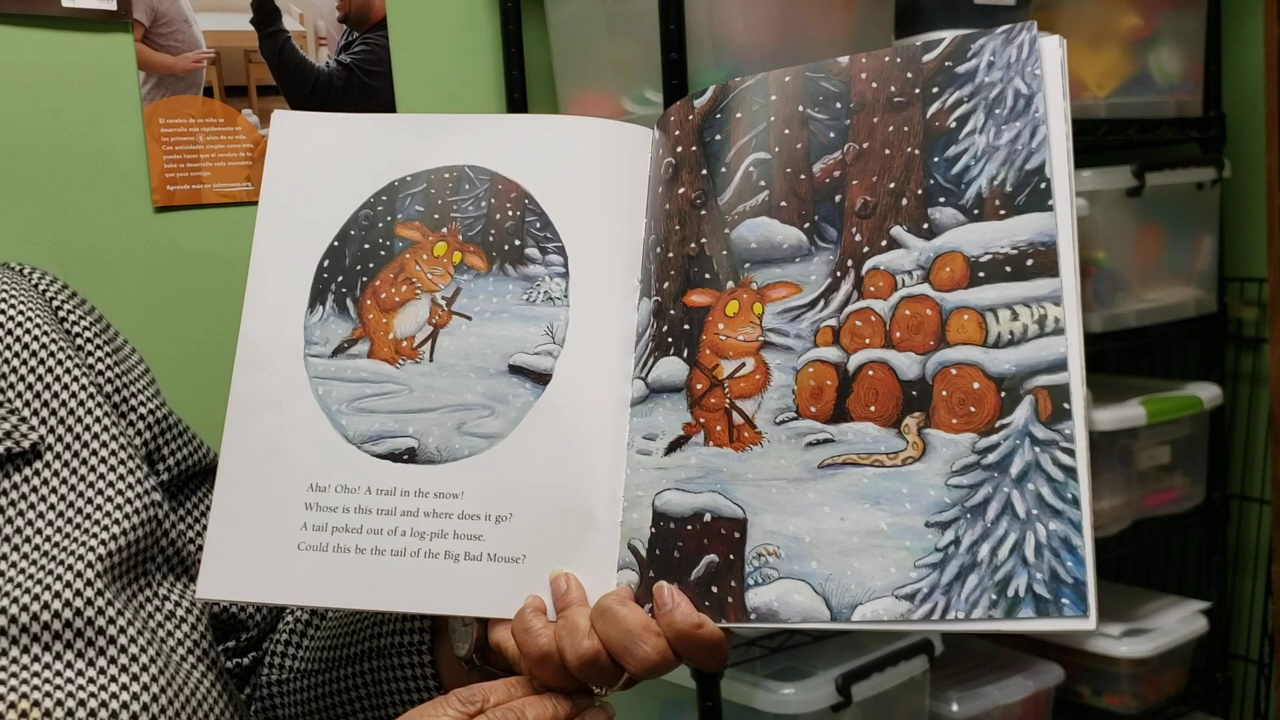 El cerebro de un niño se
desarrolla más rápidamente en
los primeros 5 años de su vida.
Con actividades simples como esta,
puedes hacer que el cerebro de tu
bebé se desarrolle cada momento
que pase contigo.
Aprende más en joinvroom.org
Aha! Oho! A trail in the snow!
Whose is this trail and where does it go?
A tail poked out of a log-pile house.
Could this be the tail of the Big Bad Mouse?